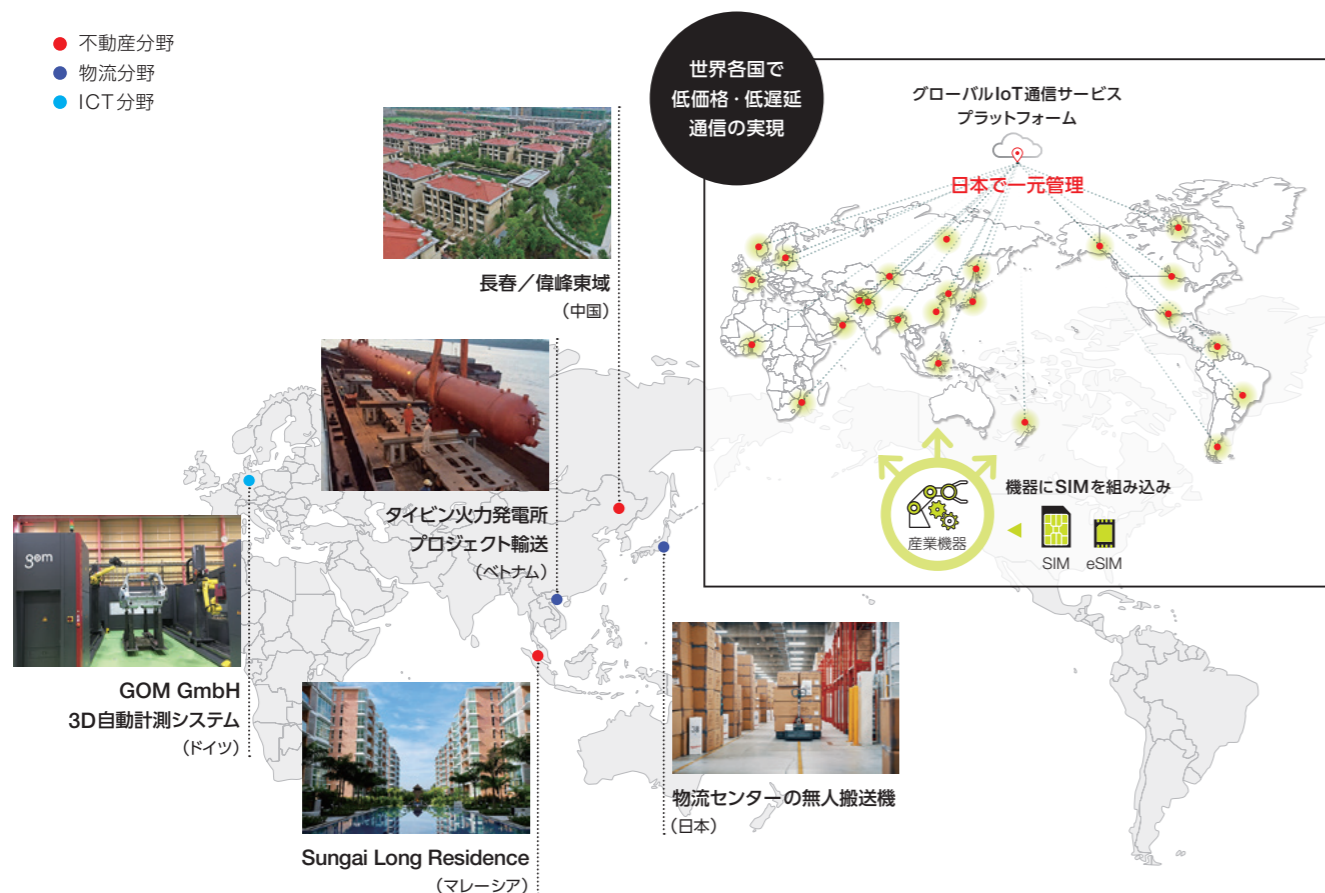 不動産分野
物流分野
ICT分野
世界各国で
低価格・低遅延
通信の実現
グローバルIoT通信サービス
プラットフォーム
日本で一元管理
機器にSIMを組み込み
産業機器
SIM
eSIM
長春／偉峰東域
（中国）
タイビン火力発電所
プロジェクト輸送
（ベトナム）
gom
GOM GmbH
3D自動計測システム
（ドイツ）
Sungai Long Residence
（マレーシア）
物流センターの無人搬送機
（日本）